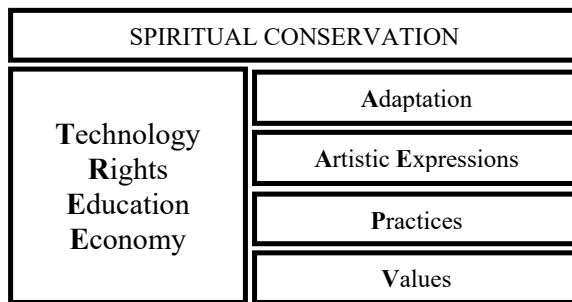 SPIRITUAL CONSERVATION
Technology
Rights
Education
Economy
Adaptation
Artistic Expressions
Practices
Values